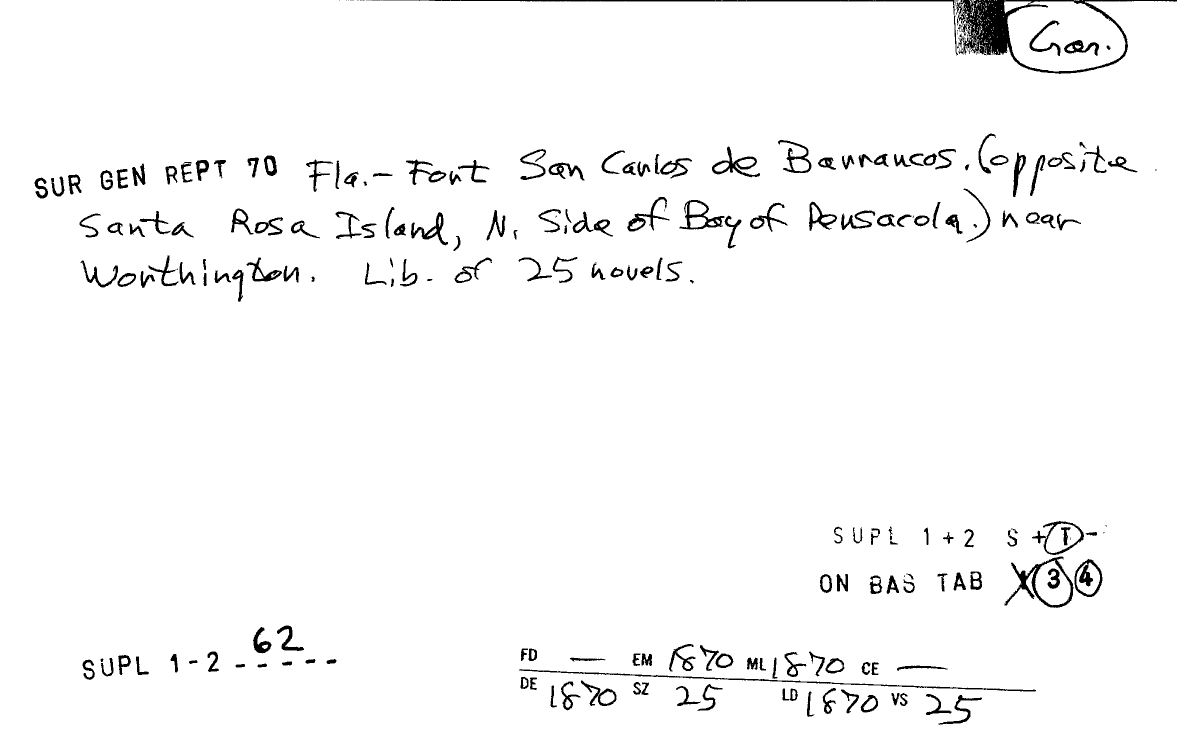 Gar.
SUR GEN REPT 70 Fla.- Fort San Carlos de Barrancos. (opposite
Santa Rosa Island, N. Side of Bay of Pensacola.) near
Worthington. Lib. of 25 novels.
SUPL 1+2 S + T -
ON BAS TAB 3 4
SUPL 1-2 62
FD — EM 1870 ML 1870 CE —
DE 1870 SZ 25 LD 1870 VS 25